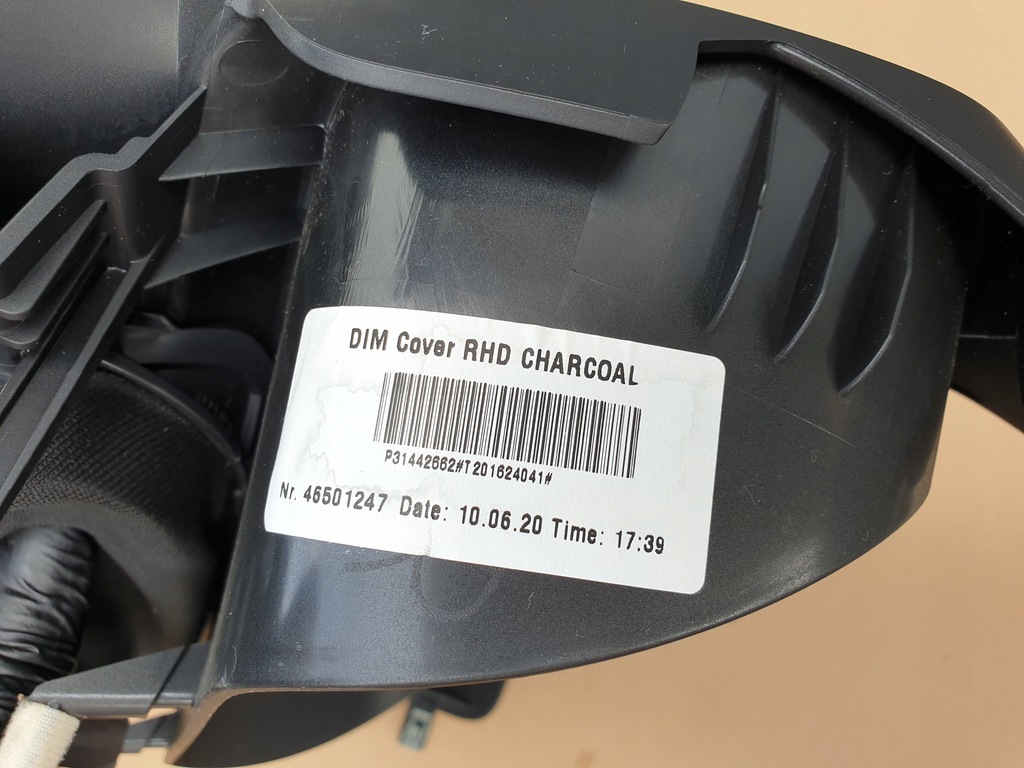 DIM Cover RHD CHARCOAL
P31442662#T201624041#
Nr. 46501247 Date: 10.06.20 Time: 17:39